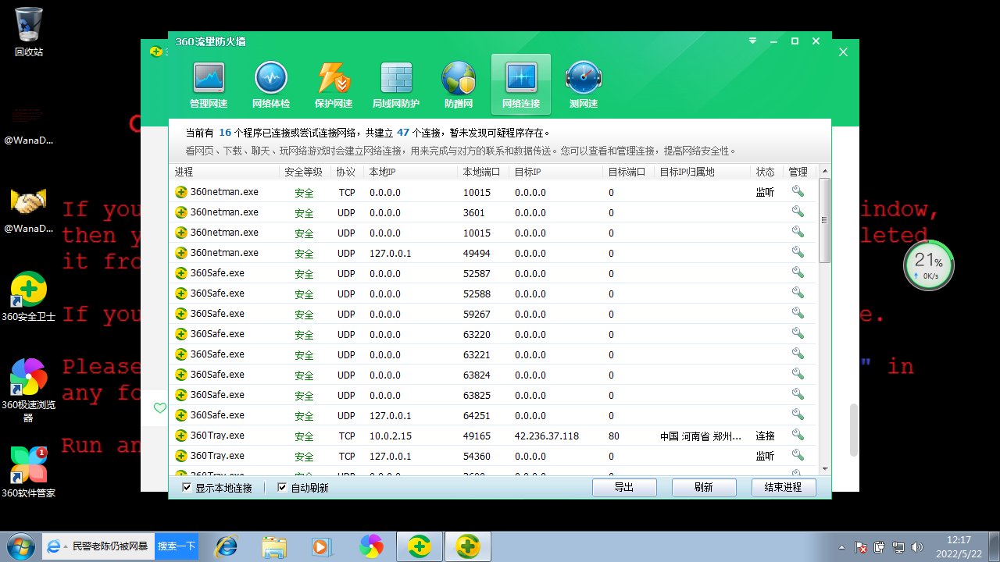 回收站
@WanaD...
@WanaD...
360安全卫士
360极速浏览
器
1
360软件管家
If you
indow,
then y
leted
it fro
If you
e.
Please
" in
any fo
Run an
360流量防火墙
管理网速
网络体检
保护网速
局域网防护
防蹭网
网络连接
测网速
当前有 16 个程序已连接或尝试连接网络，共建立 47 个连接，暂未发现可疑程序存在。
看网页、下载、聊天、玩网络游戏时会建立网络连接，用来完成与对方的联系和数据传送。您可以查看和管理连接，提高网络安全性。
进程 安全等级 协议 本地IP 本地端口 目标IP 目标端口 目标IP归属地 状态 管理
360netman.exe 安全 TCP 0.0.0.0 10015 0.0.0.0 0 监听
360netman.exe 安全 UDP 0.0.0.0 3601 0.0.0.0 0
360netman.exe 安全 UDP 0.0.0.0 10015 0.0.0.0 0
360netman.exe 安全 UDP 127.0.0.1 49494 0.0.0.0 0
360Safe.exe 安全 UDP 0.0.0.0 52587 0.0.0.0 0
360Safe.exe 安全 UDP 0.0.0.0 52588 0.0.0.0 0
360Safe.exe 安全 UDP 0.0.0.0 59267 0.0.0.0 0
360Safe.exe 安全 UDP 0.0.0.0 63220 0.0.0.0 0
360Safe.exe 安全 UDP 0.0.0.0 63221 0.0.0.0 0
360Safe.exe 安全 UDP 0.0.0.0 63824 0.0.0.0 0
360Safe.exe 安全 UDP 0.0.0.0 63825 0.0.0.0 0
360Safe.exe 安全 UDP 127.0.0.1 64251 0.0.0.0 0
360Tray.exe 安全 TCP 10.0.2.15 49165 42.236.37.118 80 中国 河南省 郑州... 连接
360Tray.exe 安全 TCP 127.0.0.1 54360 0.0.0.0 0 监听
显示本地连接
自动刷新
导出
刷新
结束进程
21%
0K/s
民警老陈仍被网暴
搜索一下
12:17
2022/5/22